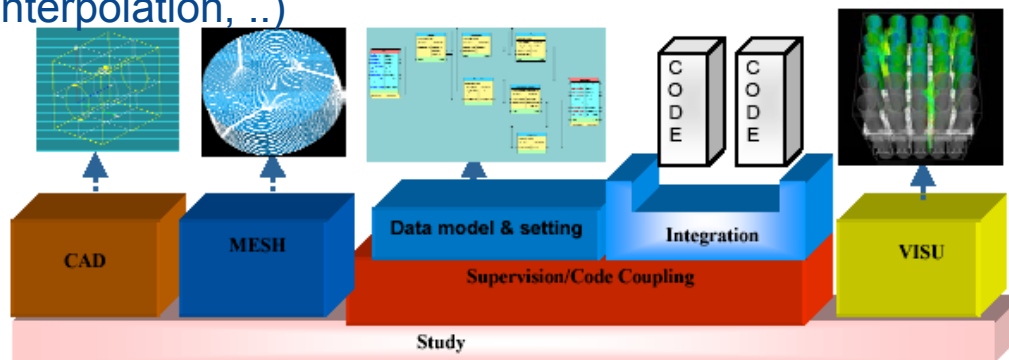 nterpolation, ..)
C
O
D
E
C
O
D
E
Data model & setting
Integration
CAD
MESH
VISU
Supervision/Code Coupling
Study